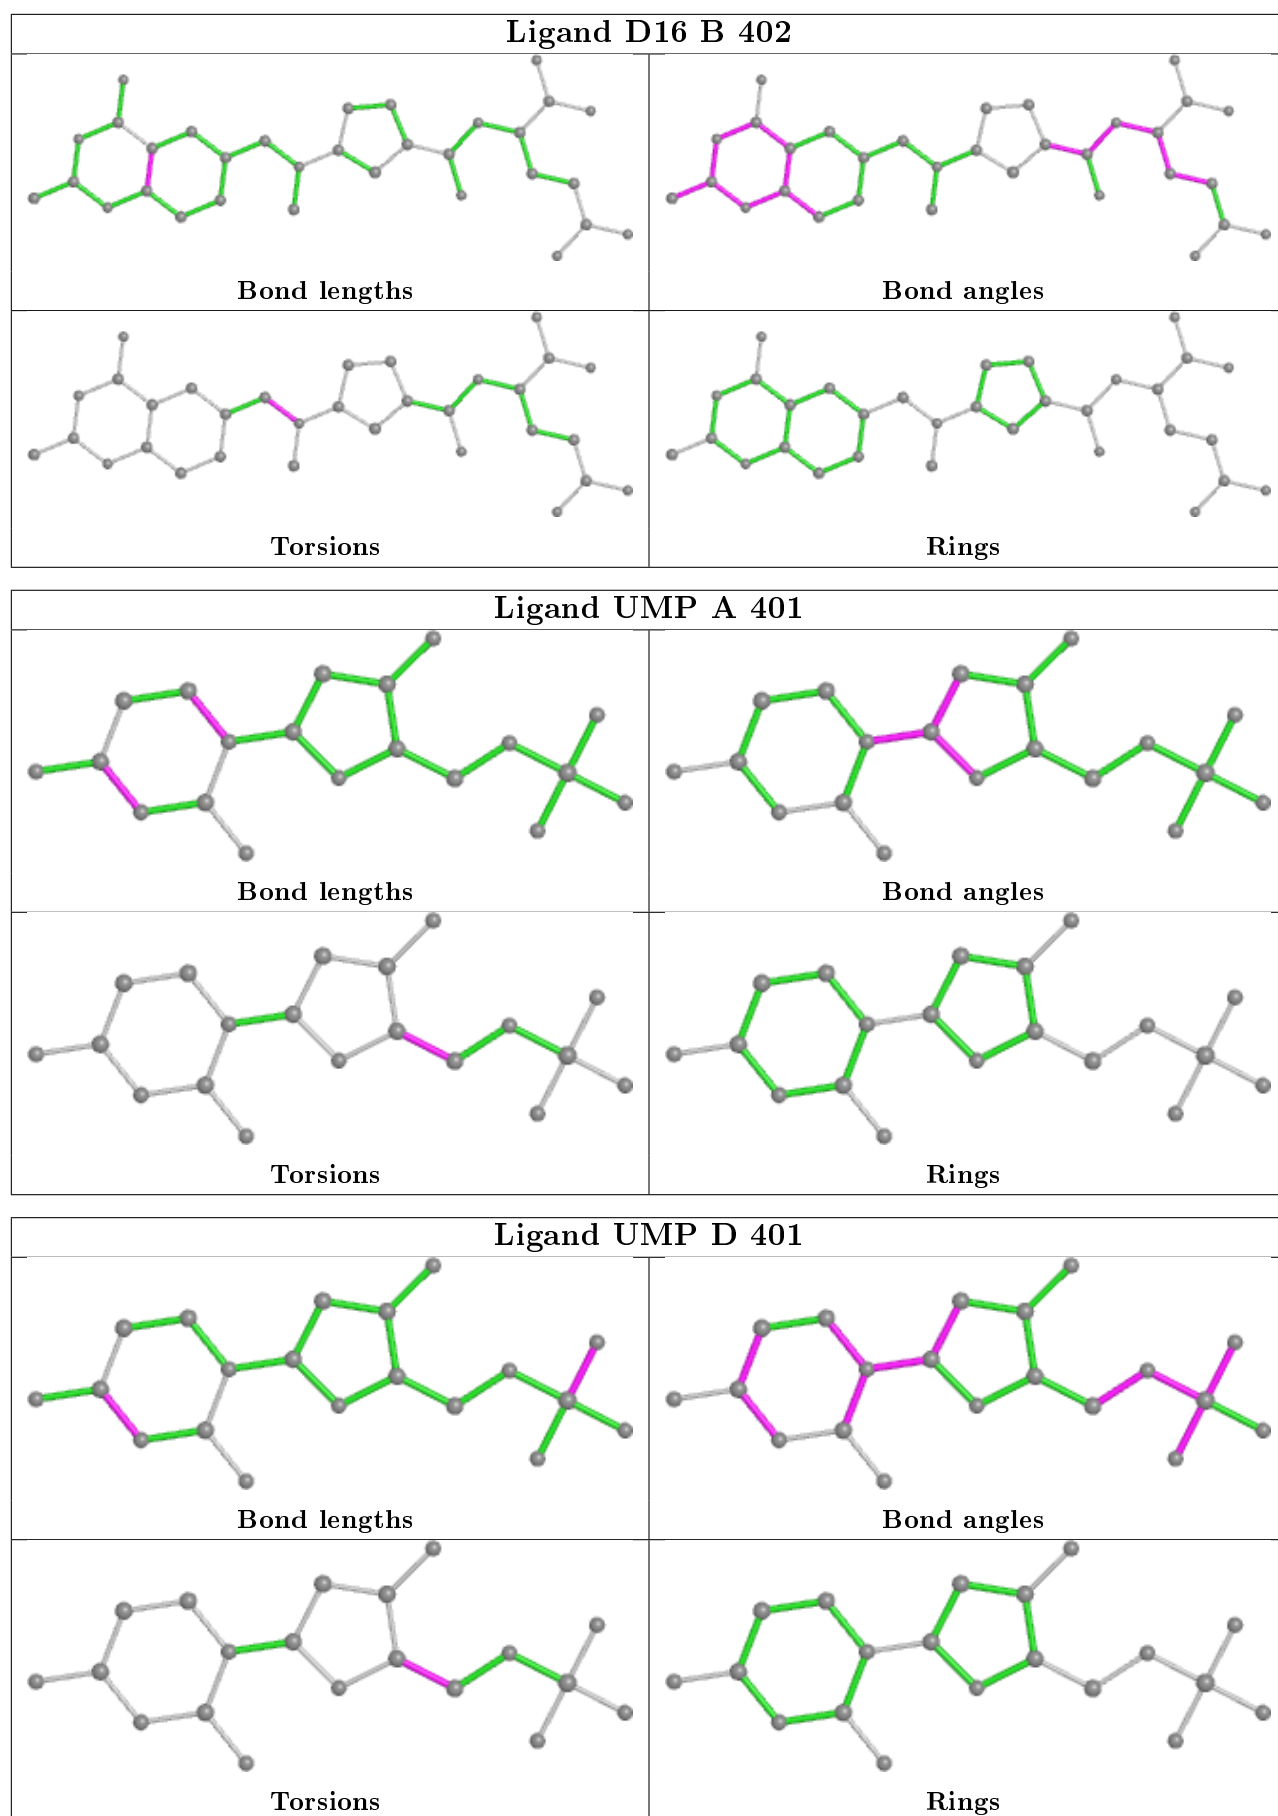 Ligand D16 B 402
Bond lengths
Bond angles
Torsions
Rings
Ligand UMP A 401
Bond lengths
Bond angles
Torsions
Rings
Ligand UMP D 401
Bond lengths
Bond angles
Torsions
Rings